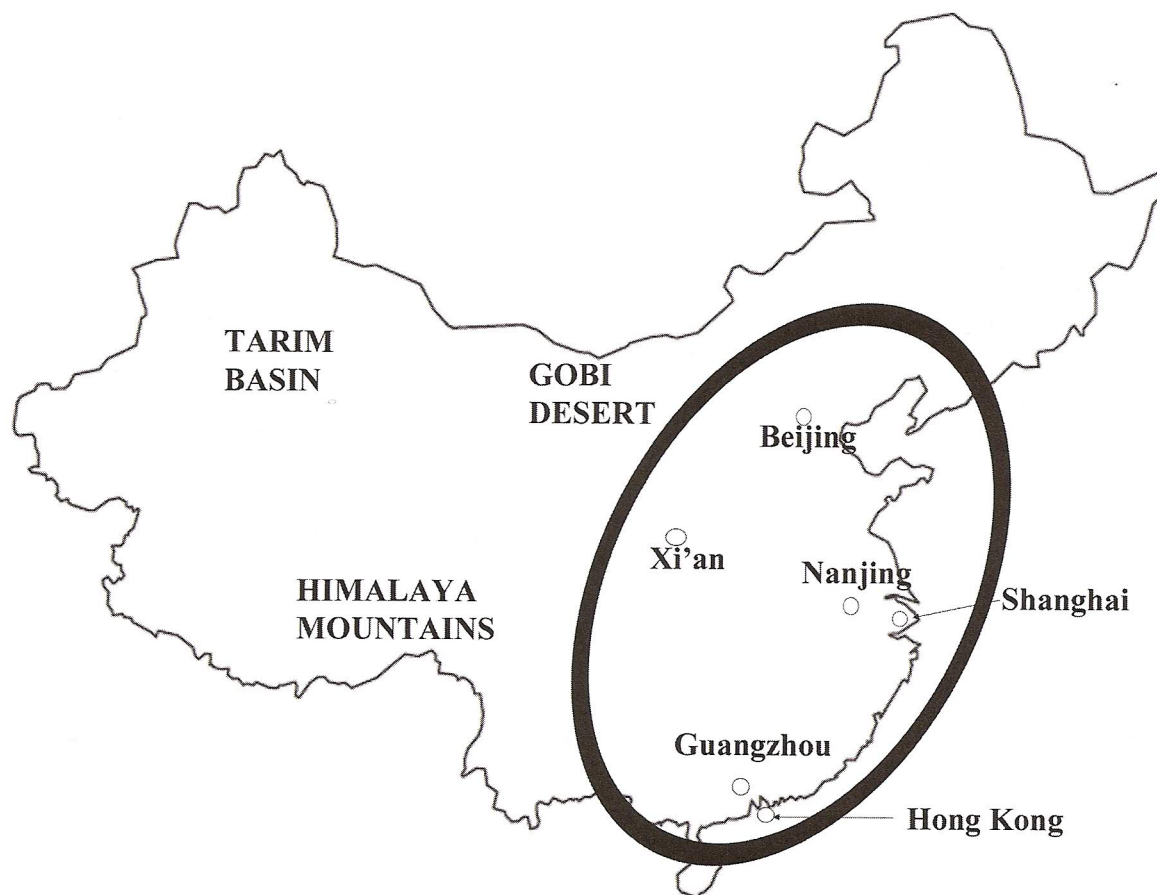 TARIM
BASIN
GOBI
DESERT
Beijing
Xi'an
Nanjing
Shanghai
HIMALAYA
MOUNTAINS
Guangzhou
Hong Kong